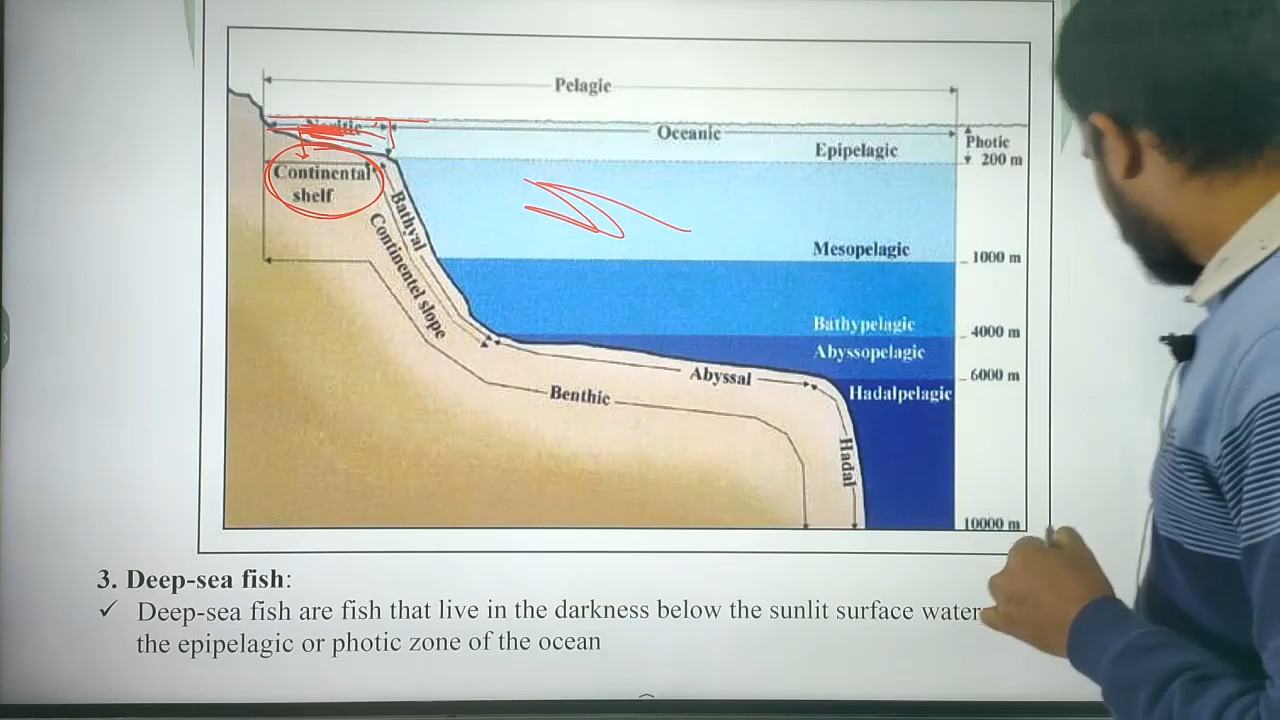 Pelagic
Neritic
Oceanic
Photic
Epipelagic
200 m
Continental
shelf
Bathyal
Continentel slope
Mesopelagic
1000 m
Bathypelagic
4000 m
Abyssopelagic
6000 m
Abyssal
Hadalpelagic
Benthic
Hadal
10000 m
3. Deep-sea fish:
✓ Deep-sea fish are fish that live in the darkness below the sunlit surface water
the epipelagic or photic zone of the ocean